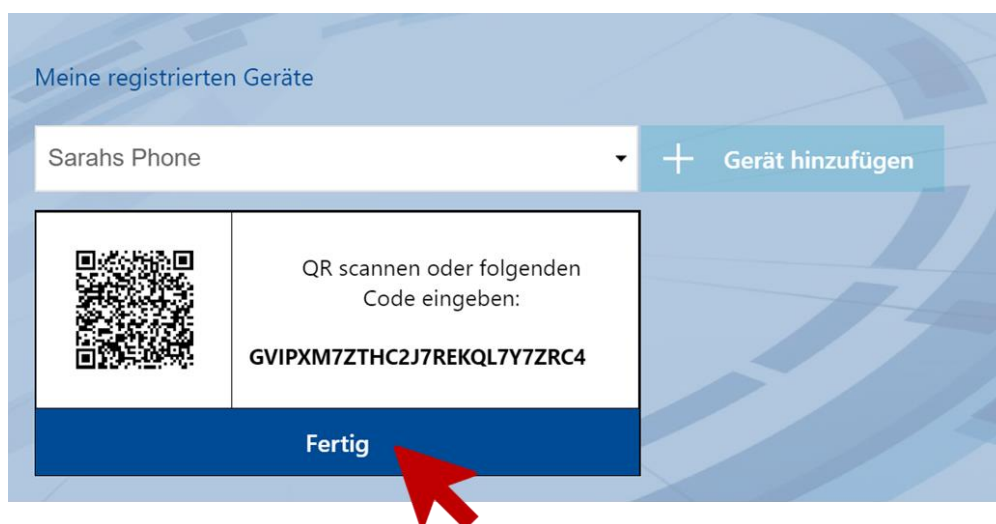 Meine registrierten Geräte
Sarahs Phone
+ Gerät hinzufügen
QR scannen oder folgenden
Code eingeben:
GVIPXM7ZTHC2J7REKQL7Y7ZRC4
Fertig